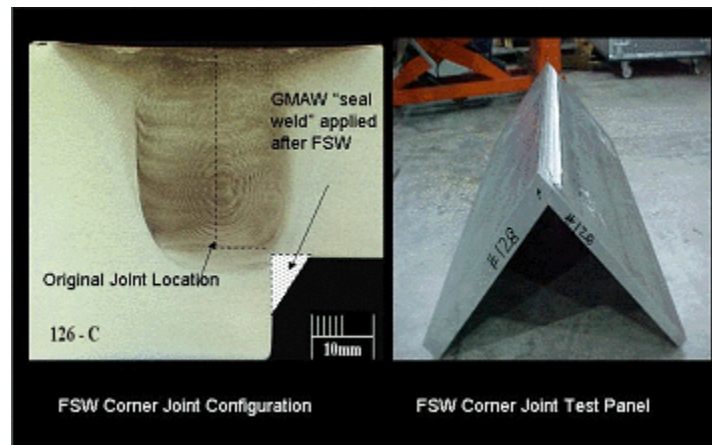 GMAW "seal
weld" applied
after FSW
Original Joint Location
126 - C
10mm
#128
#128
FSW Corner Joint Configuration
FSW Corner Joint Test Panel